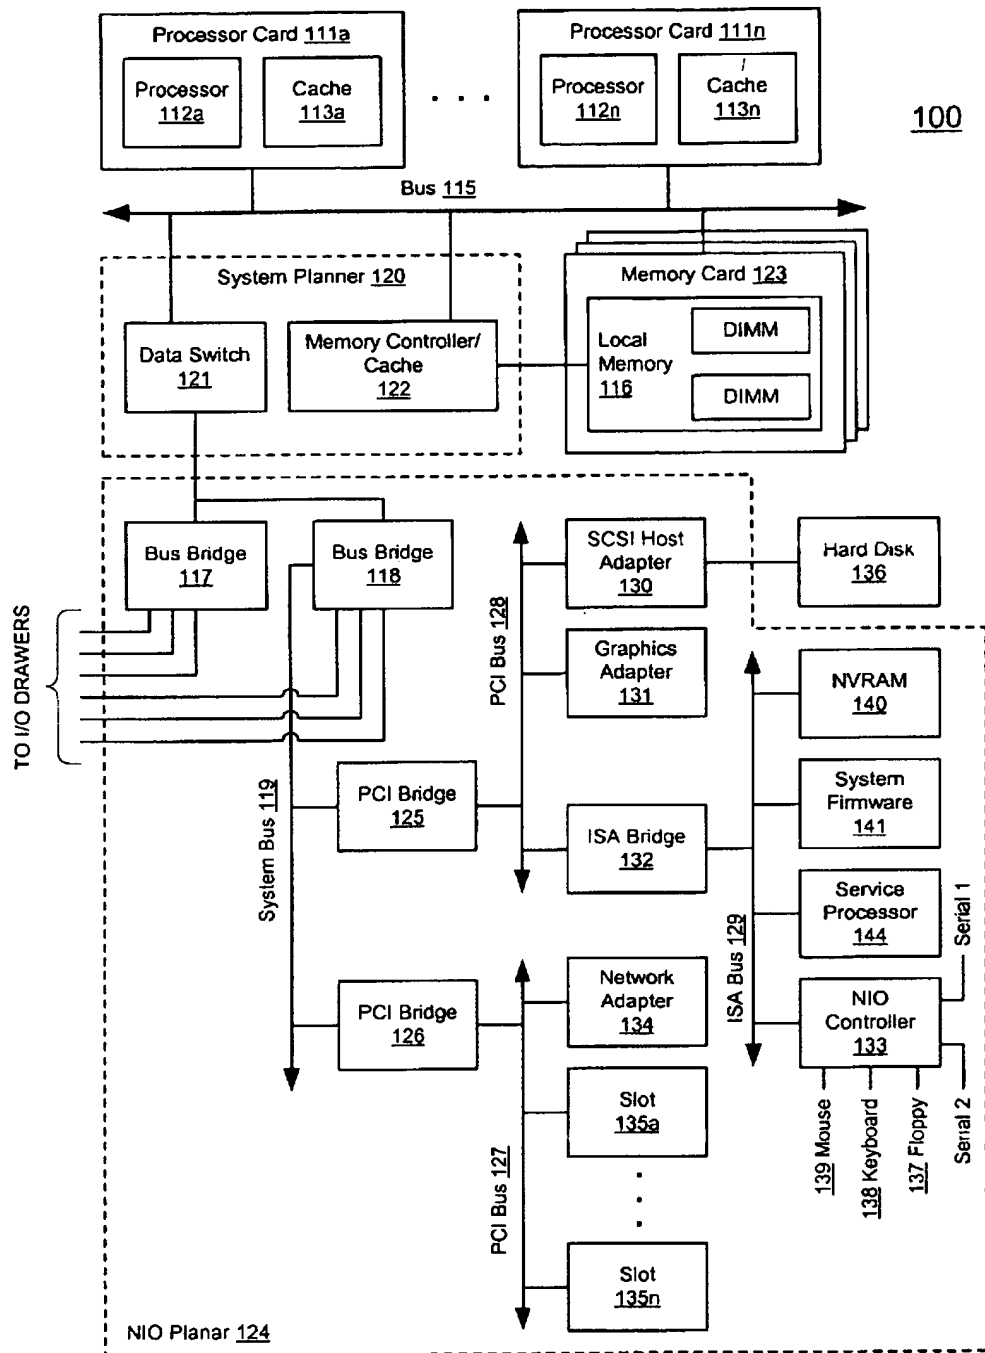 Processor Card 111a
Processor
112a
Cache
113a
. . .
Processor Card 111n
Processor
112n
Cache
113n
100
Bus 115
System Planner 120
Data Switch
121
Memory Controller/
Cache
122
Memory Card 123
Local
Memory
116
DIMM
DIMM
Bus Bridge
117
Bus Bridge
118
TO I/O DRAWERS
System Bus 119
PCI Bus 128
SCSI Host
Adapter
130
Hard Disk
136
Graphics
Adapter
131
PCI Bridge
125
ISA Bridge
132
ISA Bus 129
NVRAM
140
System
Firmware
141
Service
Processor
144
NIO
Controller
133
Serial 1
Serial 2
139 Mouse
138 Keyboard
137 Floppy
PCI Bridge
126
PCI Bus 127
Network
Adapter
134
Slot
135a
Slot
135n
NIO Planar 124